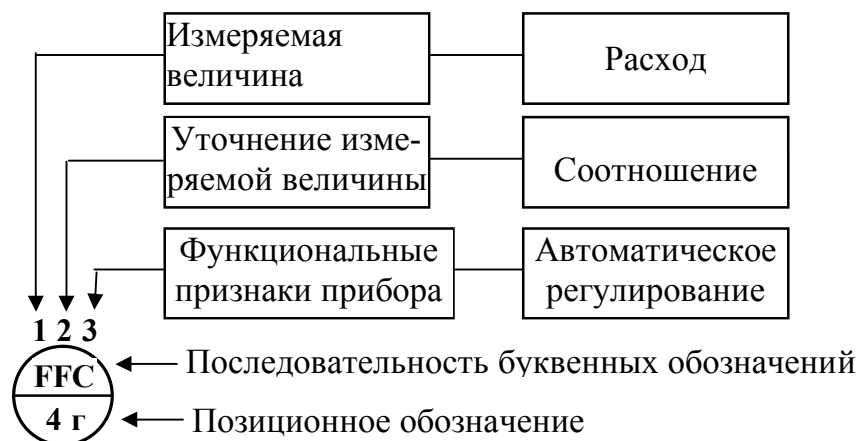 Измеряемая
величина
Расход
Уточнение изме-
ряемой величины
Соотношение
Функциональные
признаки прибора
Автоматическое
регулирование
1 2 3
FFC
Последовательность буквенных обозначений
4 г
Позиционное обозначение